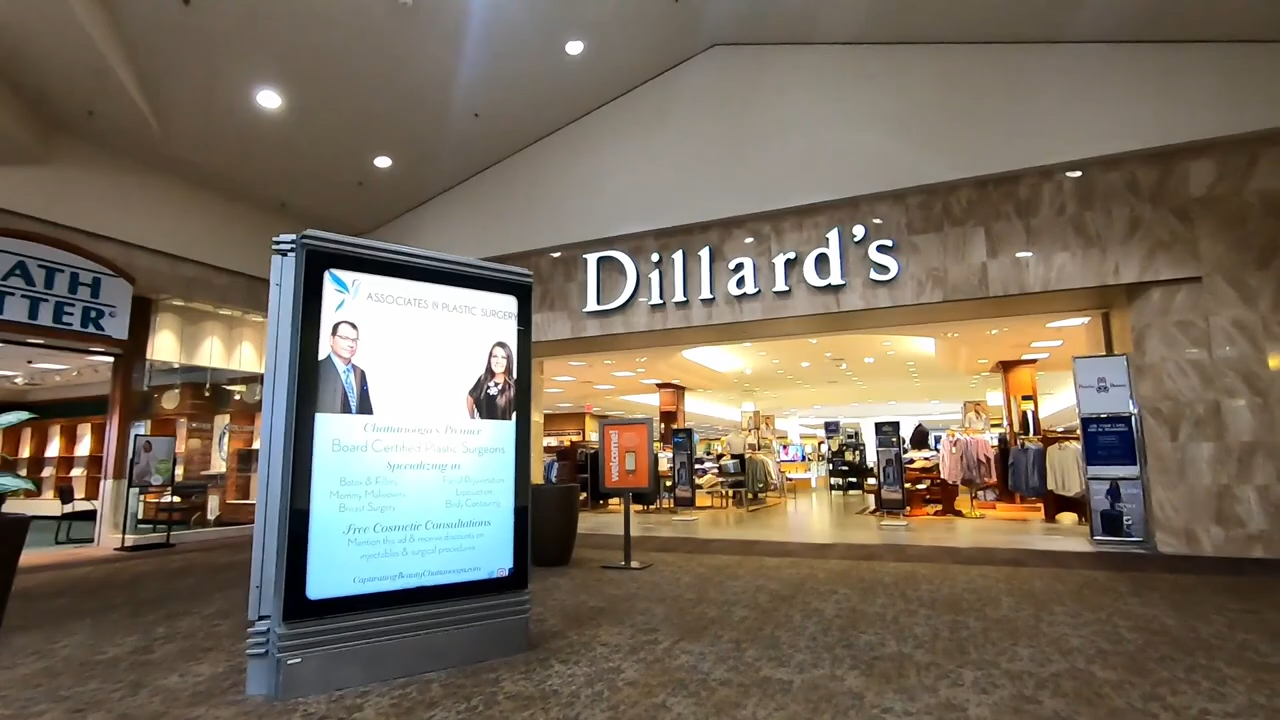 ATH
TTER®
ASSOCIATES IN PLASTIC SURGERY
Chattanooga's Premier
Board Certified Plastic Surgeons
Specializing in
Botox & Fillers
Mommy Makeovers
Breast Surgery
Facial Rejuvenation
Liposuction
Body Contouring
Free Cosmetic Consultations
Mention this ad & receive discounts on
injectables & surgical procedures
CapturingBeautyChattanooga.com
Dillard's
welcome!